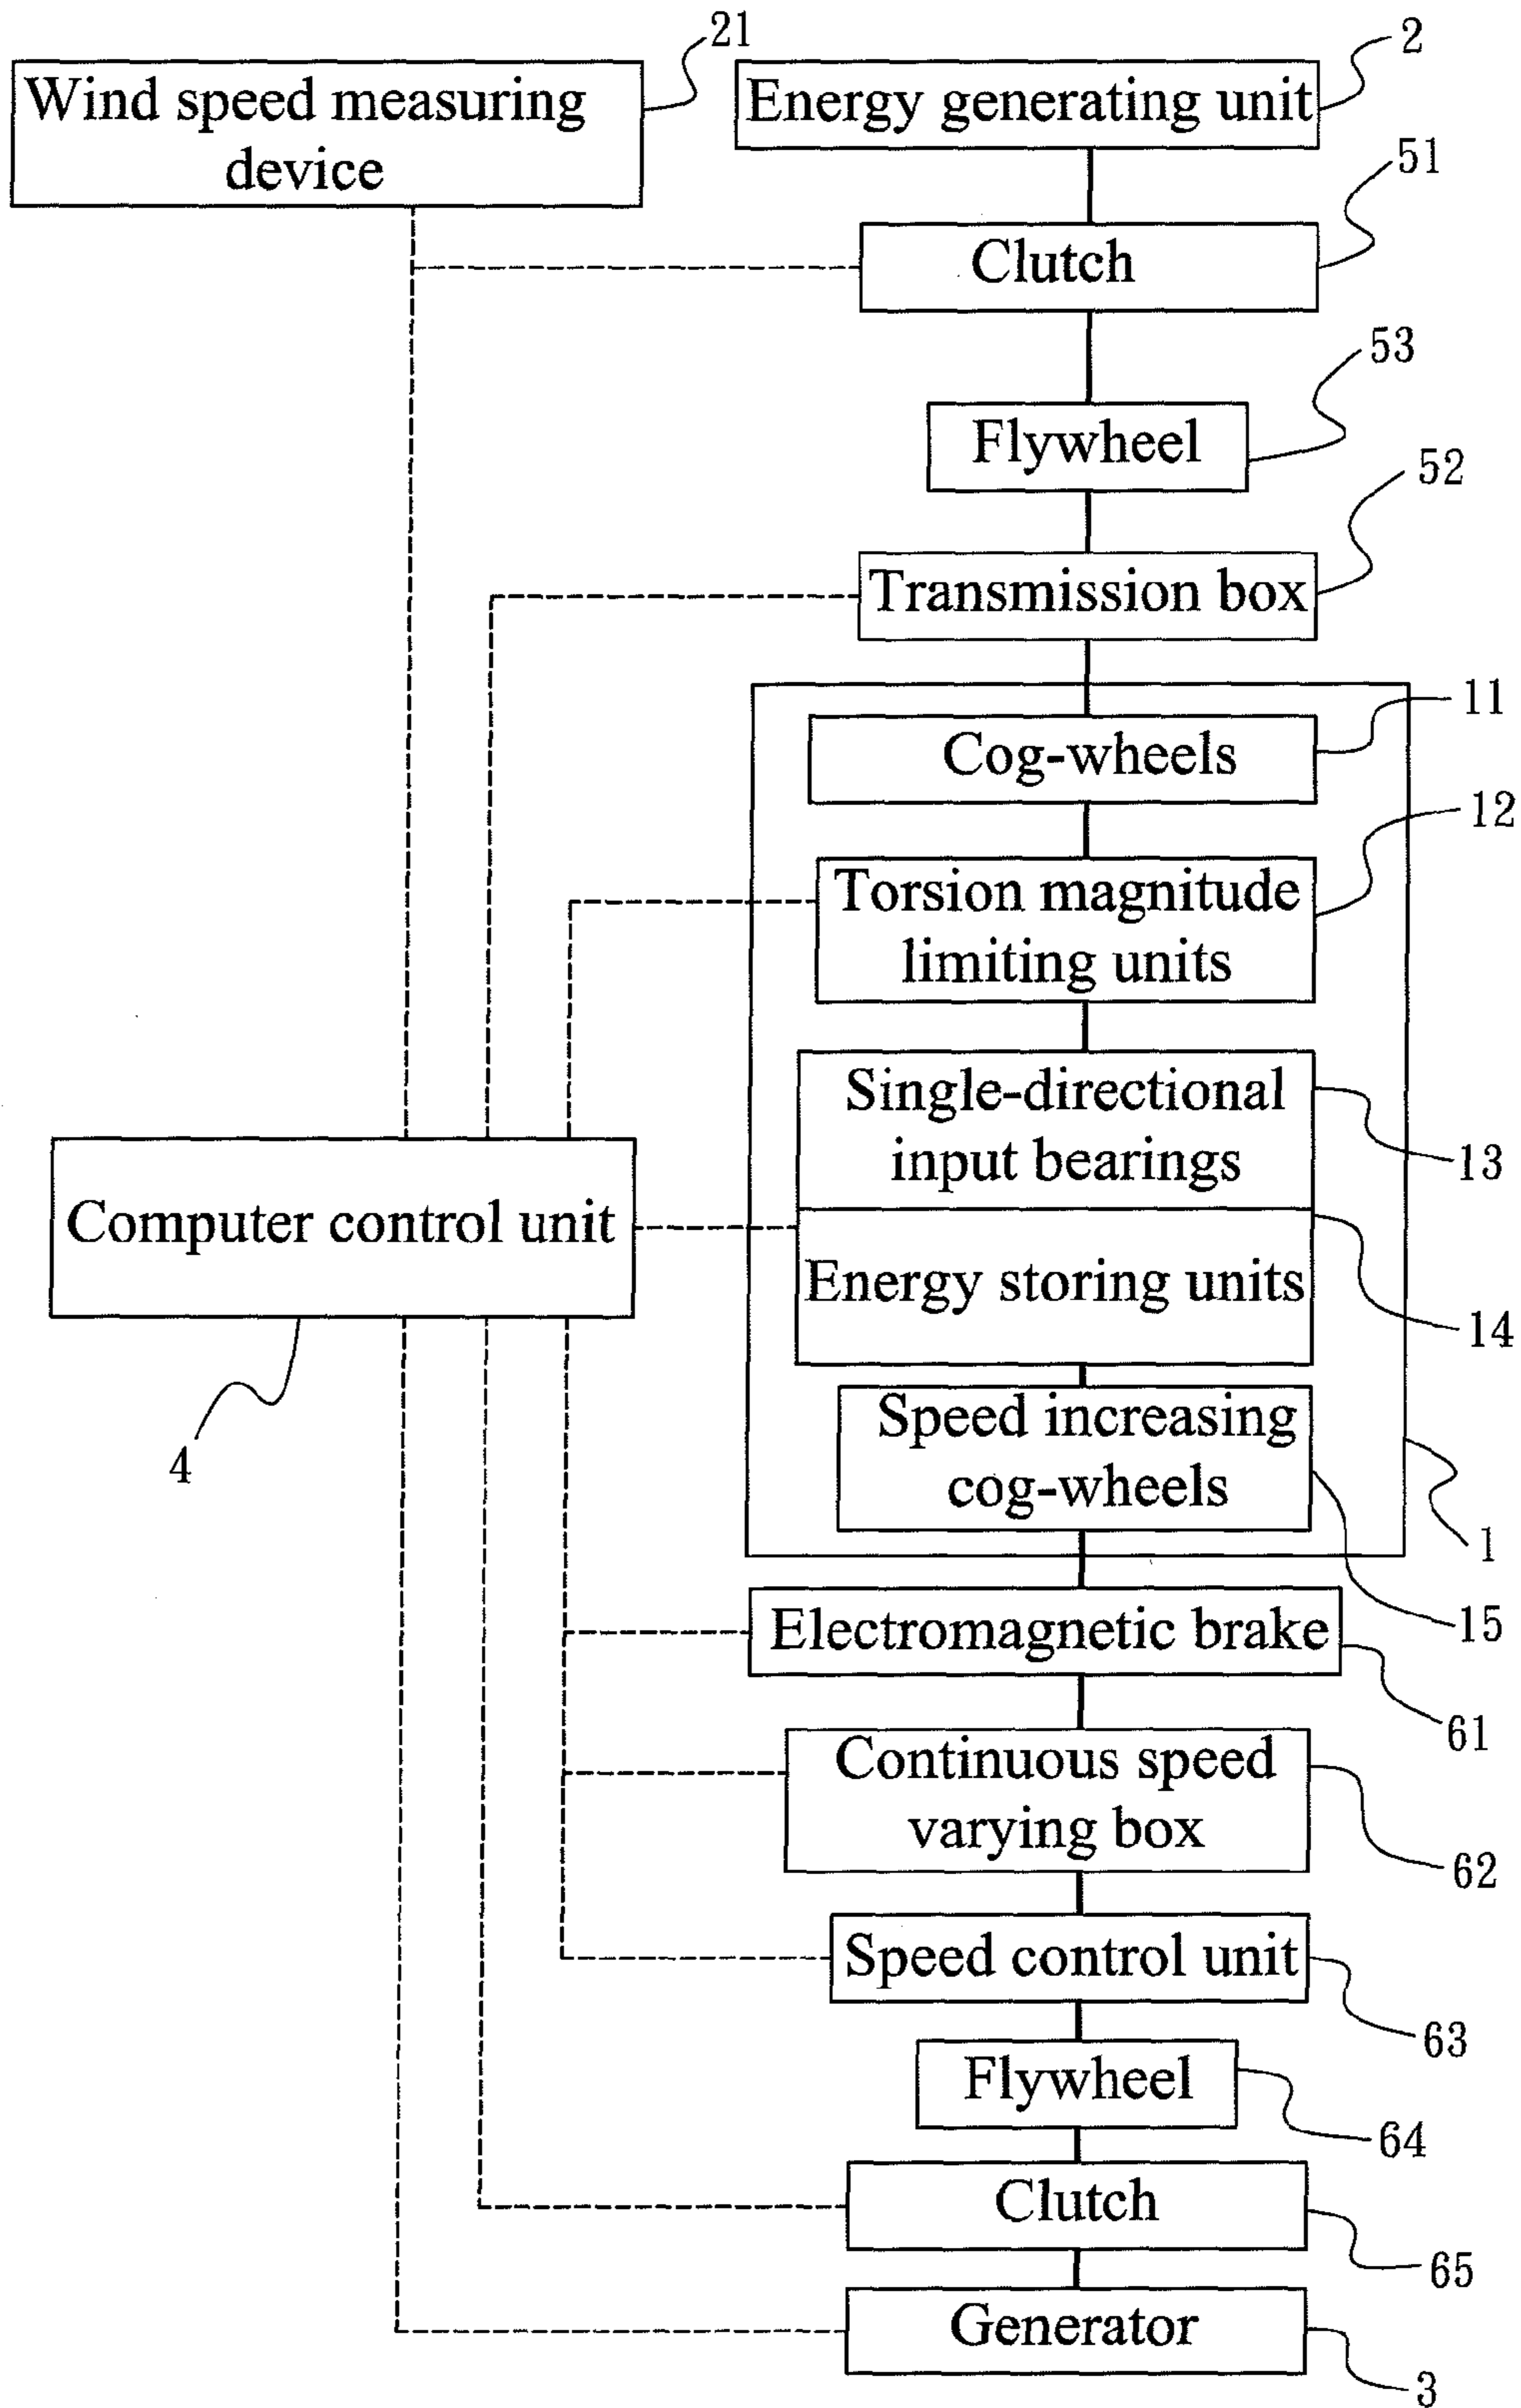 21
2
Wind speed measuring
device
Energy generating unit
51
Clutch
53
Flywheel
52
Transmission box
11
Cog-wheels
12
Torsion magnitude
limiting units
Single-directional
input bearings
13
Computer control unit
Energy storing units
14
4
Speed increasing
cog-wheels
1
15
Electromagnetic brake
61
Continuous speed
varying box
62
Speed control unit
63
Flywheel
64
Clutch
65
Generator
3